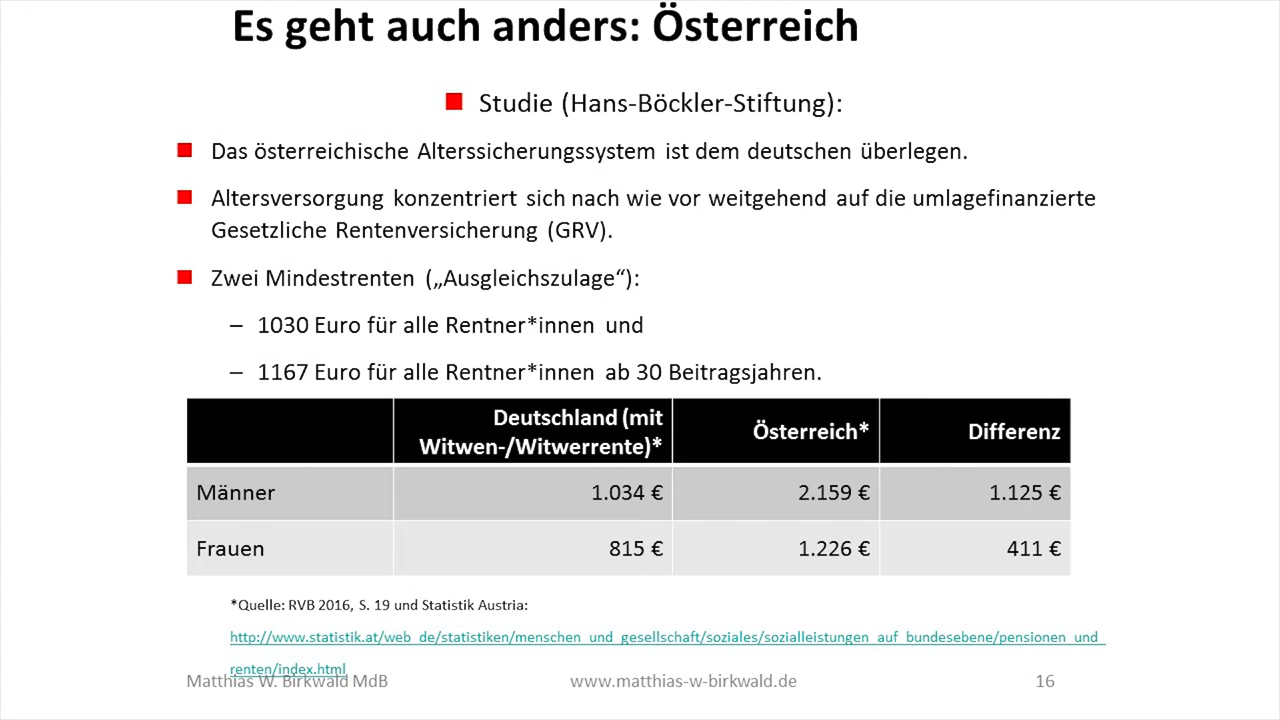 Es geht auch anders: Österreich
Studie (Hans-Böckler-Stiftung):
Das österreichische Alterssicherungssystem ist dem deutschen überlegen.
Altersversorgung konzentriert sich nach wie vor weitgehend auf die umlagefinanzierte
Gesetzliche Rentenversicherung (GRV).
Zwei Mindestrenten („Ausgleichszulage“):
– 1030 Euro für alle Rentner*innen und
– 1167 Euro für alle Rentner*innen ab 30 Beitragsjahren.
Deutschland (mit
Witwen-/Witwerrente)* Österreich* Differenz
Männer 1.034 € 2.159 € 1.125 €
Frauen 815 € 1.226 € 411 €
*Quelle: RVB 2016, S. 19 und Statistik Austria:
http://www.statistik.at/web_de/statistiken/menschen_und_gesellschaft/soziales/sozialleistungen_auf_bundesebene/pensionen_und_
renten/index.html
Matthias W. Birkwald MdB www.matthias-w-birkwald.de 16